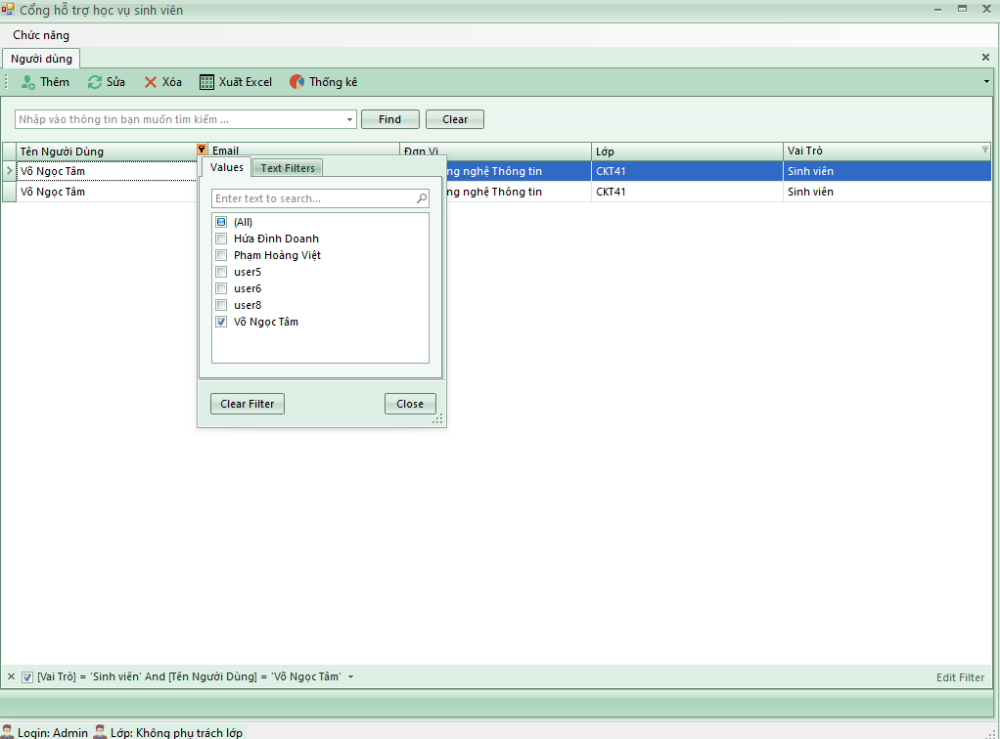 Cổng hỗ trợ học vụ sinh viên
Chức năng
Người dùng
Thêm Sửa Xóa Xuất Excel Thống kê
Nhập vào thông tin bạn muốn tìm kiếm ... Find Clear
Tên Người Dùng Email Đơn Vị Lớp Vai Trò
Võ Ngọc Tâm ng nghệ Thông tin CKT41 Sinh viên
Võ Ngọc Tâm ng nghệ Thông tin CKT41 Sinh viên
Values Text Filters
Enter text to search...
(All)
Hứa Đình Doanh
Phạm Hoàng Việt
user5
user6
user8
Võ Ngọc Tâm
Clear Filter Close
[Vai Trò] = 'Sinh viên' And [Tên Người Dùng] = 'Võ Ngọc Tâm' Edit Filter
Login: Admin Lớp: Không phụ trách lớp